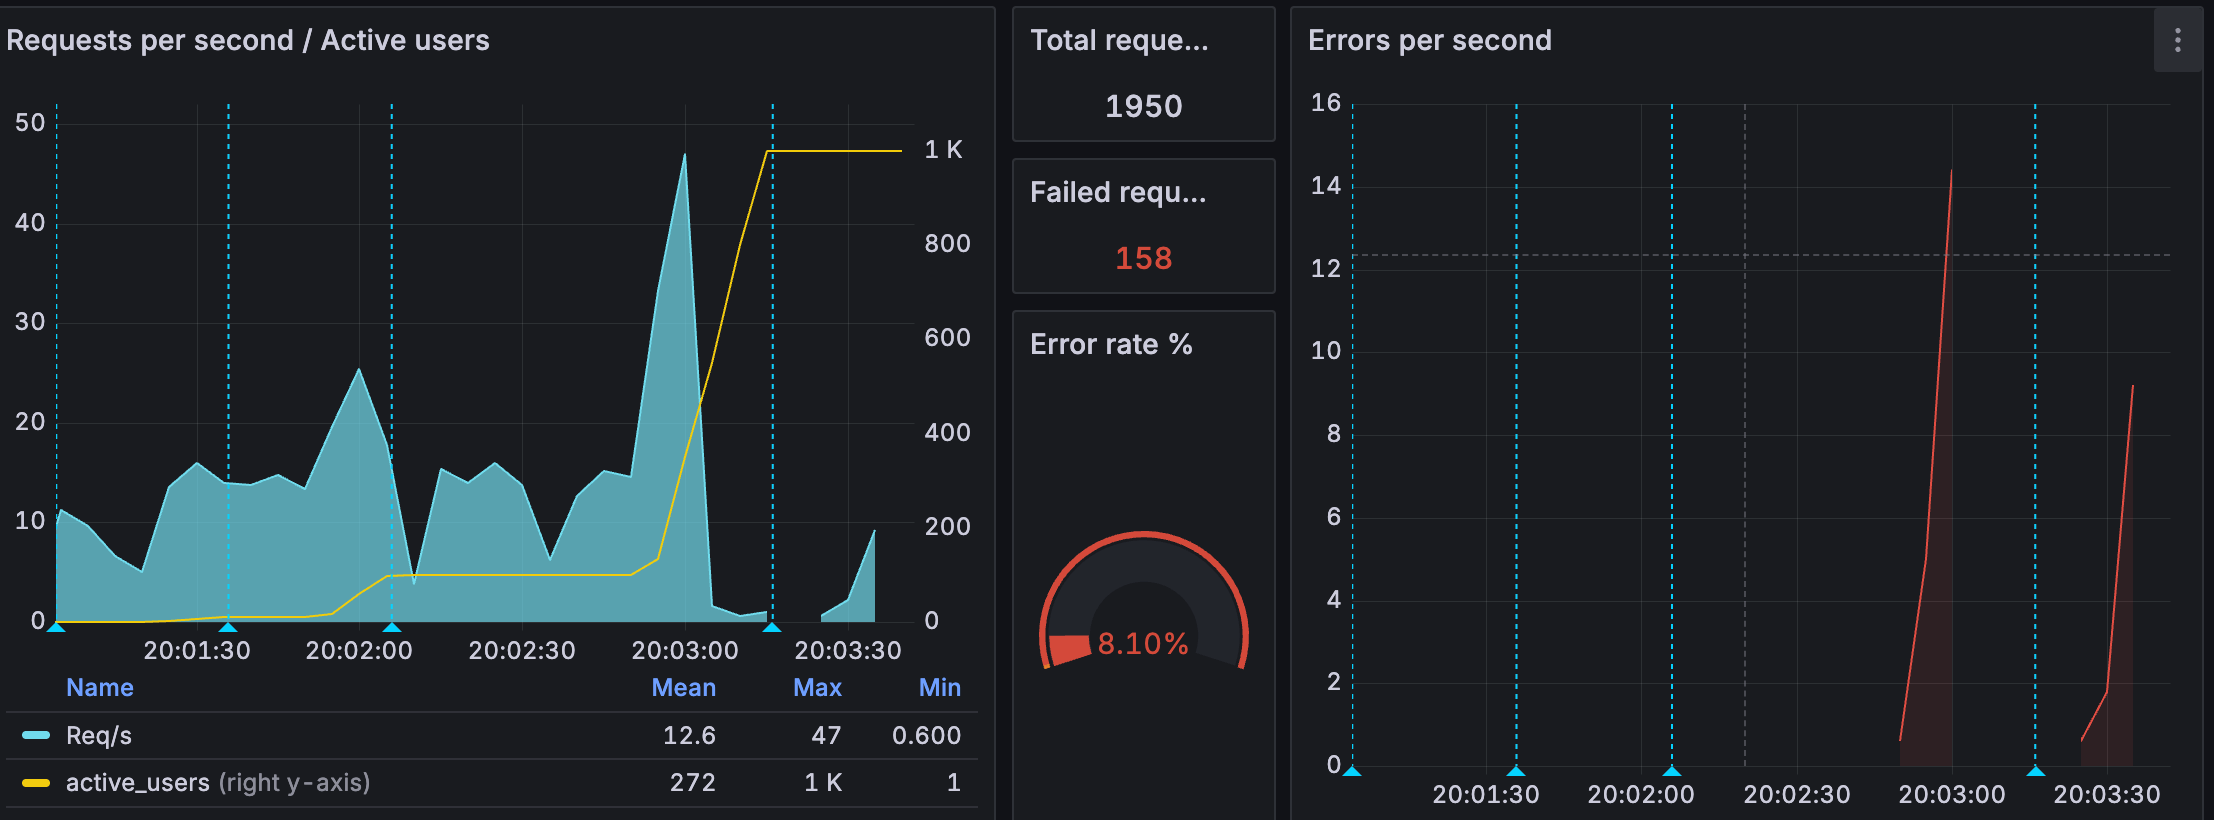 Requests per second / Active users
50
40
30
20
10
0
1 K
800
600
400
200
0
20:01:30 20:02:00 20:02:30 20:03:00 20:03:30
Name Mean Max Min
Req/s 12.6 47 0.600
active_users (right y-axis) 272 1 K 1
Total reque...
1950
Failed requ...
158
Error rate %
8.10%
Errors per second
16
14
12
10
8
6
4
2
0
20:01:30 20:02:00 20:02:30 20:03:00 20:03:30